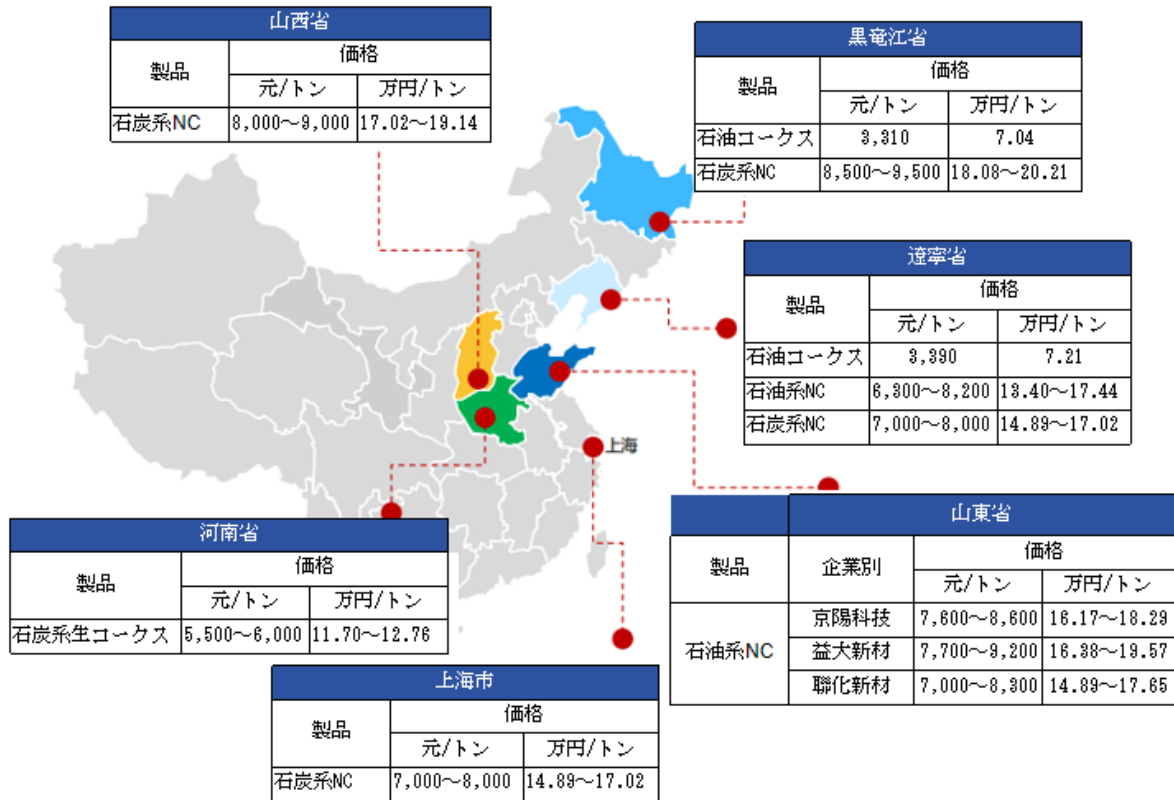 山西省
製品 価格
元/トン 万円/トン
石炭系NC 8,000～9,000 17.02～19.14
黒竜江省
製品 価格
元/トン 万円/トン
石油コークス 3,310 7.04
石炭系NC 8,500～9,500 18.08～20.21
遼寧省
製品 価格
元/トン 万円/トン
石油コークス 3,390 7.21
石油系NC 6,300～8,200 13.40～17.44
石炭系NC 7,000～8,000 14.89～17.02
上海
河南省
製品 価格
元/トン 万円/トン
石炭系生コークス 5,500～6,000 11.70～12.76
山東省
製品 企業別 価格
元/トン 万円/トン
石油系NC 京陽科技 7,600～8,600 16.17～18.29
益大新材 7,700～9,200 16.38～19.57
聯化新材 7,000～8,300 14.89～17.65
上海市
製品 価格
元/トン 万円/トン
石炭系NC 7,000～8,000 14.89～17.02